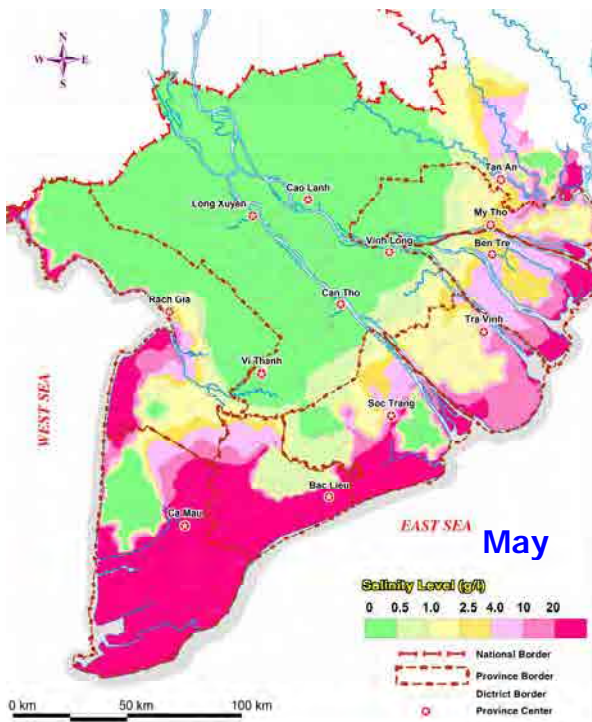 N
W E
S
Tan An
Cao Lanh
Long Xuyen
My Tho
Vinh Long
Ben Tre
Can Tho
Rach Gia
Tra Vinh
Vi Thanh
WEST SEA
Soc Trang
Bac Lieu
Ca Mau
EAST SEA
May
Salinity Level (g/l)
0 0.5 1.0 2.5 4.0 10 20
National Border
Province Border
District Border
Province Center
0 km 50 km 100 km